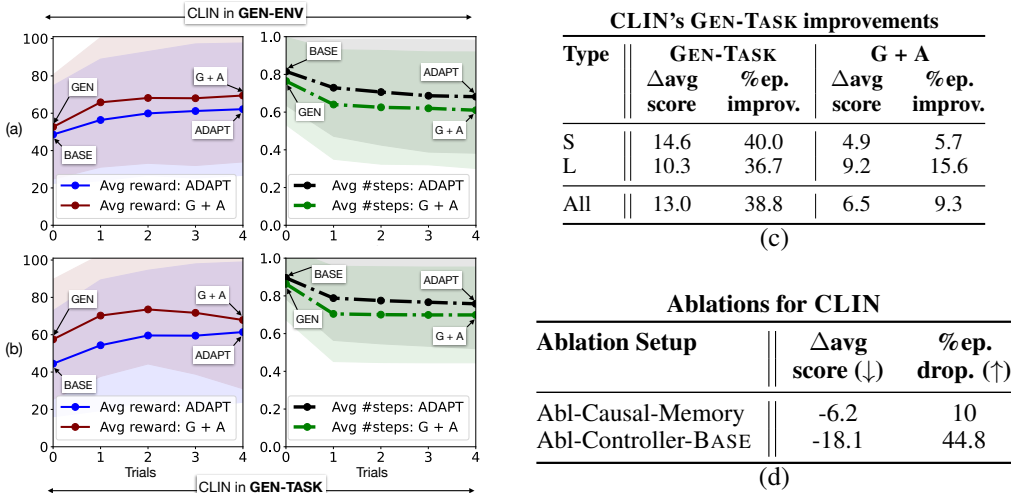 CLIN in GEN-ENV
(a)
100
80
60
40
20
0
GEN
BASE
G + A
ADAPT
Avg reward: ADAPT
Avg reward: G + A
0 1 2 3 4
1.0
0.8
0.6
0.4
0.2
0.0
BASE
GEN
ADAPT
G + A
Avg #steps: ADAPT
Avg #steps: G + A
0 1 2 3 4
(b)
100
80
60
40
20
0
GEN
BASE
G + A
ADAPT
Avg reward: ADAPT
Avg reward: G + A
0 1 2 3 4
Trials
1.0
0.8
0.6
0.4
0.2
0.0
BASE
GEN
ADAPT
G + A
Avg #steps: ADAPT
Avg #steps: G + A
0 1 2 3 4
Trials
CLIN in GEN-TASK
CLIN's GEN-TASK improvements
Type GEN-TASK G + A
Δavg %ep. Δavg %ep.
score improv. score improv.
S 14.6 40.0 4.9 5.7
L 10.3 36.7 9.2 15.6
All 13.0 38.8 6.5 9.3
(c)
Ablations for CLIN
Ablation Setup Δavg %ep.
score (↓) drop. (↑)
Abl-Causal-Memory -6.2 10
Abl-Controller-BASE -18.1 44.8
(d)